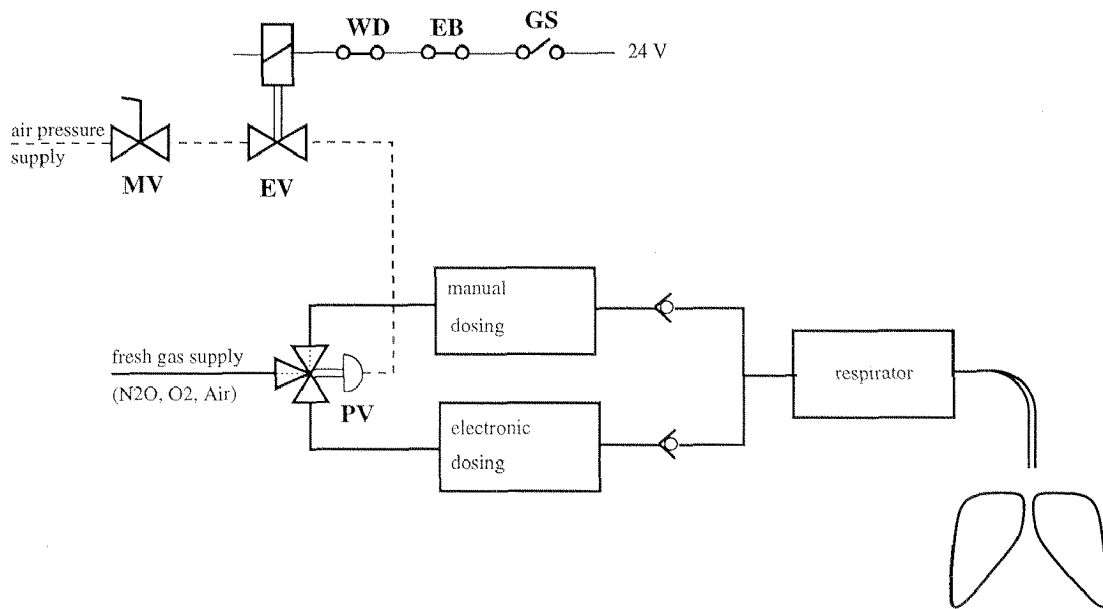 WD EB GS
24 V
air pressure
supply
MV
EV
manual
dosing
fresh gas supply
(N2O, O2, Air)
PV
electronic
dosing
respirator